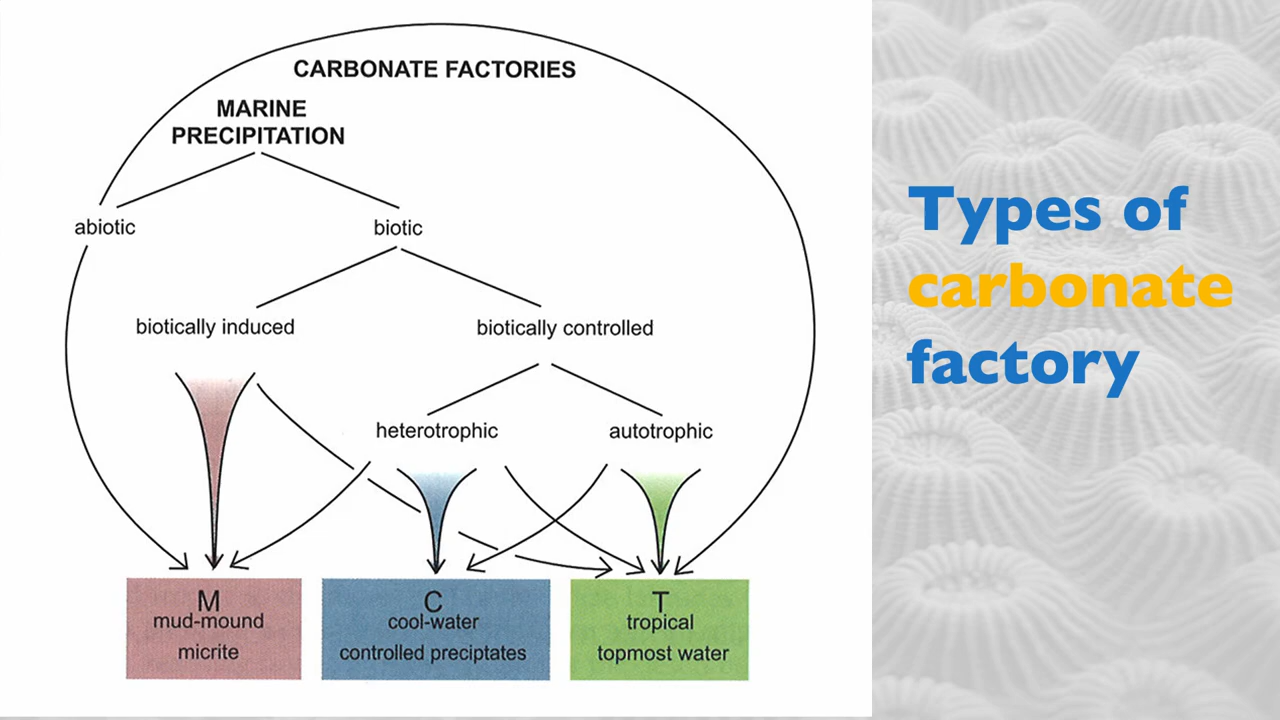 CARBONATE FACTORIES
MARINE
PRECIPITATION
abiotic
biotic
biotically induced
biotically controlled
heterotrophic
autotrophic
M
mud-mound
micrite
C
cool-water
controlled preciptates
T
tropical
topmost water
Types of
carbonate
factory